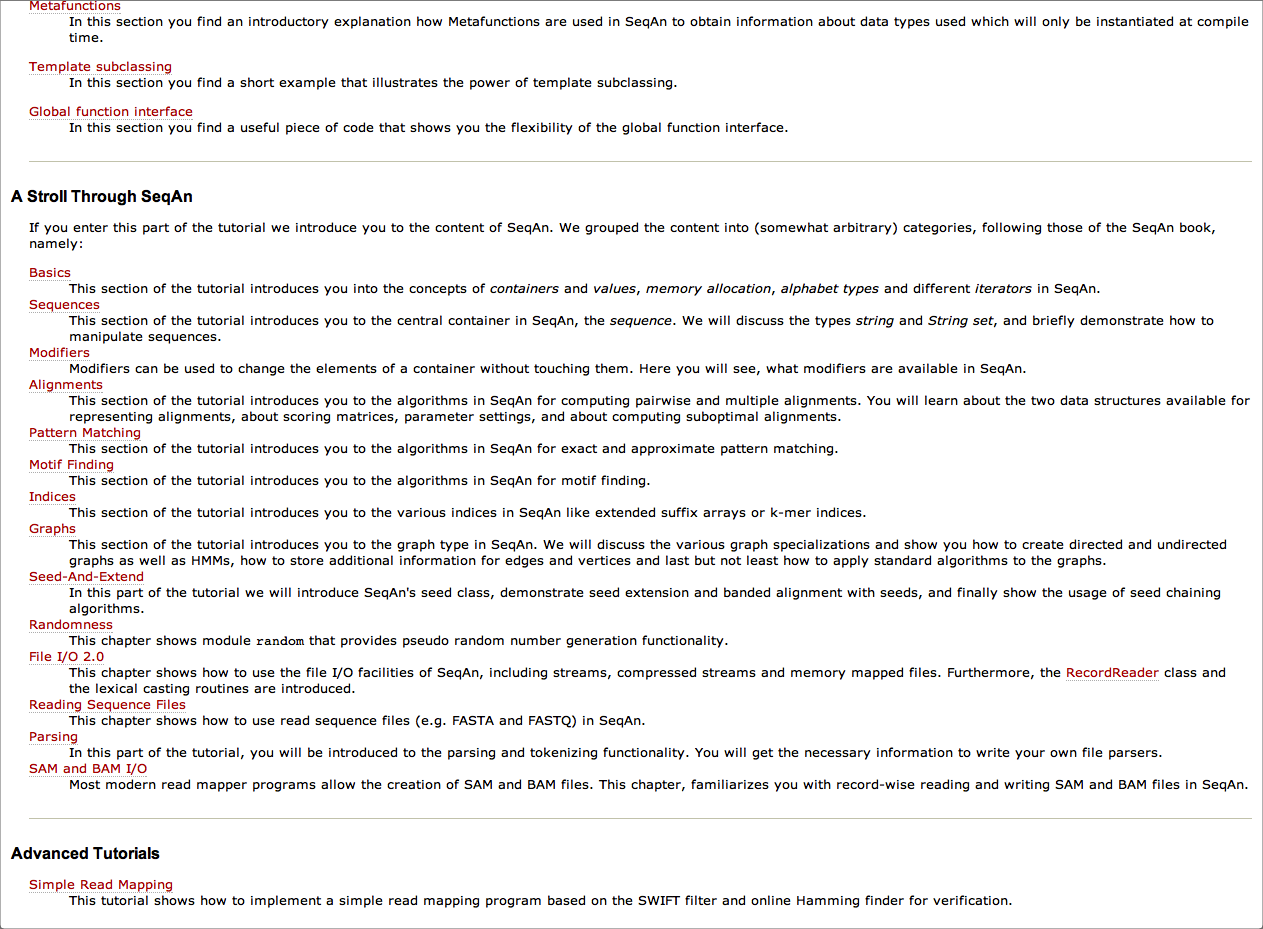 Metafunctions
In this section you find an introductory explanation how Metafunctions are used in SeqAn to obtain information about data types used which will only be instantiated at compile
time.
Template subclassing
In this section you find a short example that illustrates the power of template subclassing.
Global function interface
In this section you find a useful piece of code that shows you the flexibility of the global function interface.
A Stroll Through SeqAn
If you enter this part of the tutorial we introduce you to the content of SeqAn. We grouped the content into (somewhat arbitrary) categories, following those of the SeqAn book,
namely:
Basics
This section of the tutorial introduces you into the concepts of containers and values, memory allocation, alphabet types and different iterators in SeqAn.
Sequences
This section of the tutorial introduces you to the central container in SeqAn, the sequence. We will discuss the types string and String set, and briefly demonstrate how to
manipulate sequences.
Modifiers
Modifiers can be used to change the elements of a container without touching them. Here you will see, what modifiers are available in SeqAn.
Alignments
This section of the tutorial introduces you to the algorithms in SeqAn for computing pairwise and multiple alignments. You will learn about the two data structures available for
representing alignments, about scoring matrices, parameter settings, and about computing suboptimal alignments.
Pattern Matching
This section of the tutorial introduces you to the algorithms in SeqAn for exact and approximate pattern matching.
Motif Finding
This section of the tutorial introduces you to the algorithms in SeqAn for motif finding.
Indices
This section of the tutorial introduces you to the various indices in SeqAn like extended suffix arrays or k-mer indices.
Graphs
This section of the tutorial introduces you to the graph type in SeqAn. We will discuss the various graph specializations and show you how to create directed and undirected
graphs as well as HMMs, how to store additional information for edges and vertices and last but not least how to apply standard algorithms to the graphs.
Seed-And-Extend
In this part of the tutorial we will introduce SeqAn's seed class, demonstrate seed extension and banded alignment with seeds, and finally show the usage of seed chaining
algorithms.
Randomness
This chapter shows module random that provides pseudo random number generation functionality.
File I/O 2.0
This chapter shows how to use the file I/O facilities of SeqAn, including streams, compressed streams and memory mapped files. Furthermore, the RecordReader class and
the lexical casting routines are introduced.
Reading Sequence Files
This chapter shows how to use read sequence files (e.g. FASTA and FASTQ) in SeqAn.
Parsing
In this part of the tutorial, you will be introduced to the parsing and tokenizing functionality. You will get the necessary information to write your own file parsers.
SAM and BAM I/O
Most modern read mapper programs allow the creation of SAM and BAM files. This chapter, familiarizes you with record-wise reading and writing SAM and BAM files in SeqAn.
Advanced Tutorials
Simple Read Mapping
This tutorial shows how to implement a simple read mapping program based on the SWIFT filter and online Hamming finder for verification.